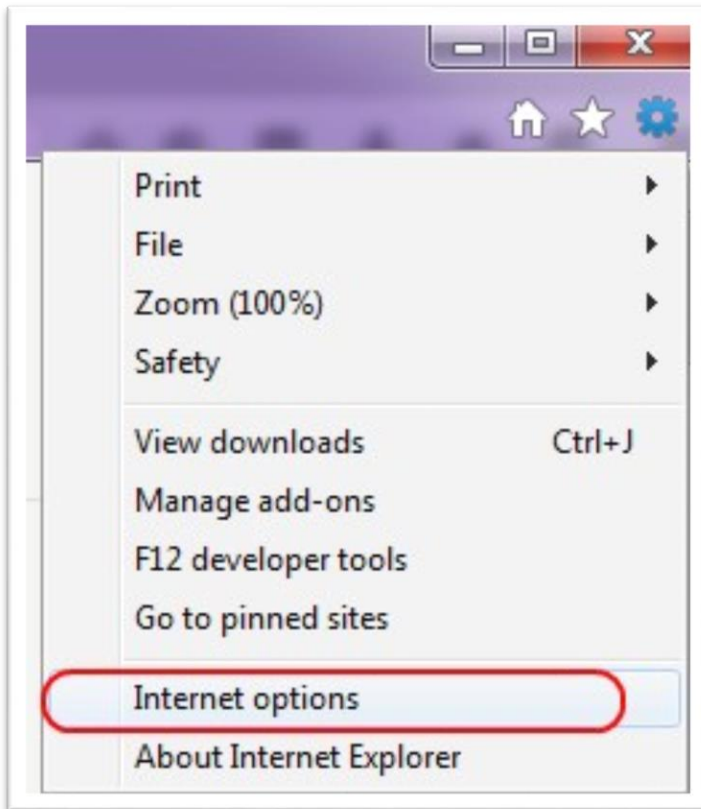 Print
File
Zoom (100%)
Safety
View downloads Ctrl+J
Manage add-ons
F12 developer tools
Go to pinned sites
Internet options
About Internet Explorer